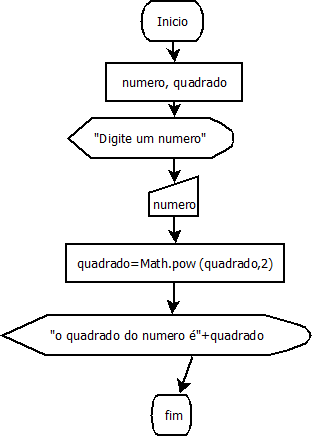 Inicio
numero, quadrado
"Digite um numero"
numero
quadrado=Math.pow (quadrado,2)
"o quadrado do numero é"+quadrado
fim